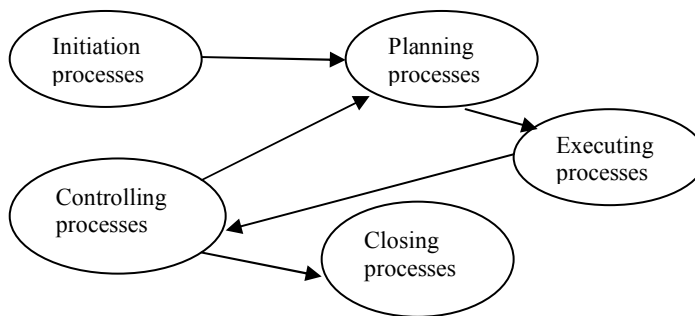 Initiation
processes
Planning
processes
Executing
processes
Controlling
processes
Closing
processes